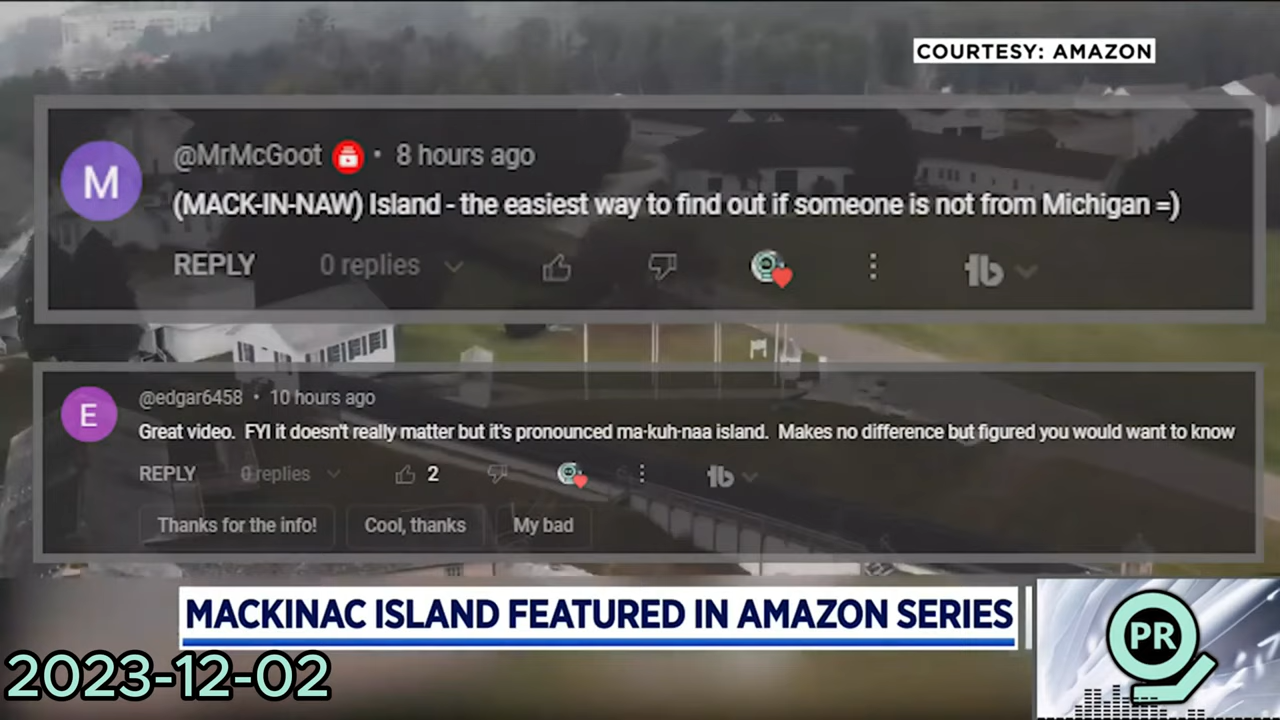 COURTESY: AMAZON
M
@MrMcGoot • 8 hours ago
(MACK-IN-NAW) Island - the easiest way to find out if someone is not from Michigan =)
REPLY 0 replies
E
@edgar6458 • 10 hours ago
Great video. FYI it doesn't really matter but it's pronounced ma-kuh-naa island. Makes no difference but figured you would want to know
REPLY 0 replies 2
Thanks for the info! Cool, thanks My bad
MACKINAC ISLAND FEATURED IN AMAZON SERIES
PR
2023-12-02